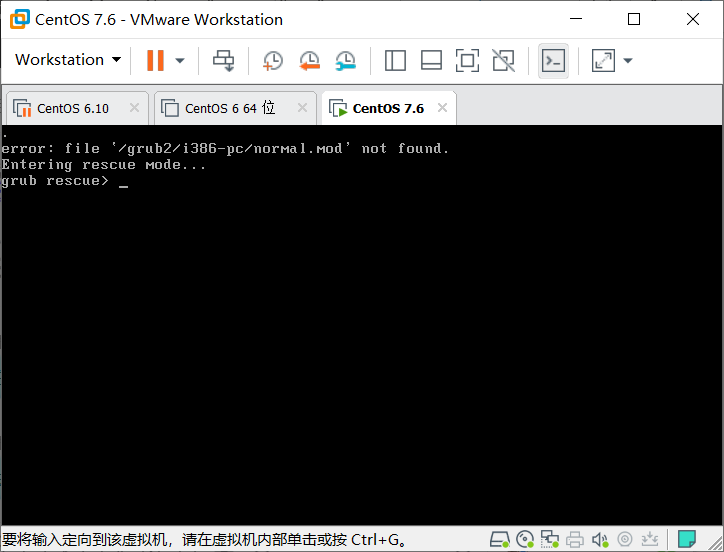 CentOS 7.6 - VMware Workstation
Workstation
CentOS 6.10
CentOS 6 64 位
CentOS 7.6
.
error: file '/grub2/i386-pc/normal.mod' not found.
Entering rescue mode...
grub rescue> _
要将输入定向到该虚拟机，请在虚拟机内部单击或按 Ctrl+G。